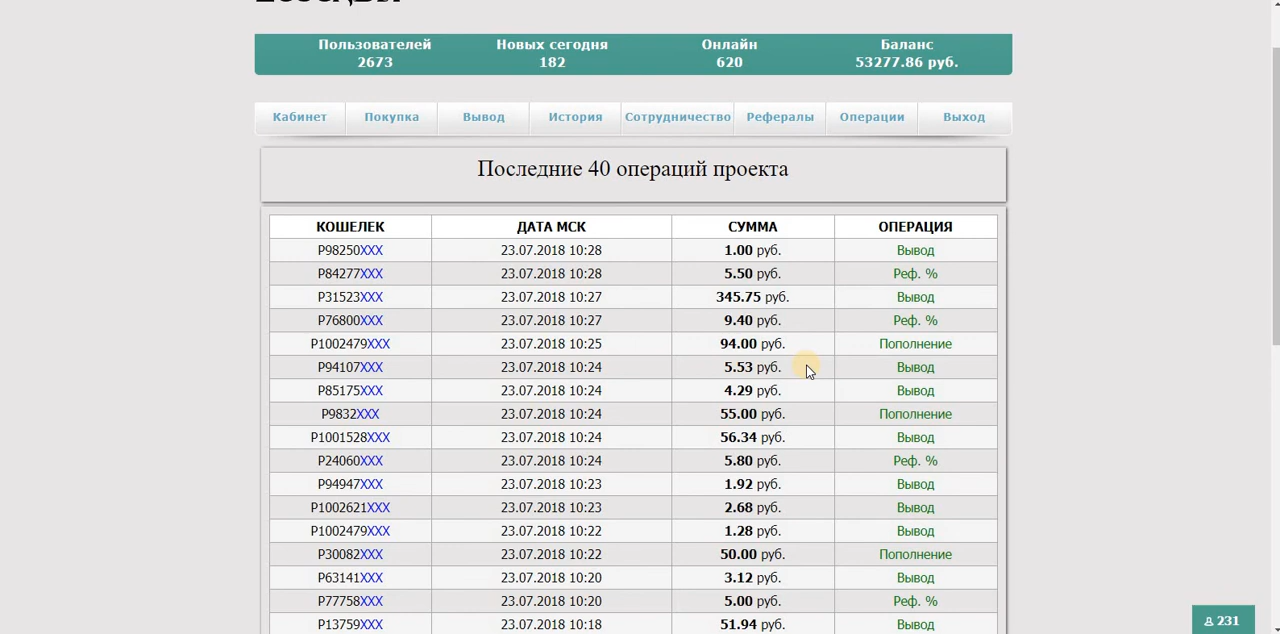 Пользователей Новых сегодня Онлайн Баланс
2673 182 620 53277.86 руб.
Кабинет Покупка Вывод История Сотрудничество Рефералы Операции Выход
Последние 40 операций проекта
КОШЕЛЕК ДАТА МСК СУММА ОПЕРАЦИЯ
P98250XXX 23.07.2018 10:28 1.00 руб. Вывод
P84277XXX 23.07.2018 10:28 5.50 руб. Реф. %
P31523XXX 23.07.2018 10:27 345.75 руб. Вывод
P76800XXX 23.07.2018 10:27 9.40 руб. Реф. %
P1002479XXX 23.07.2018 10:25 94.00 руб. Пополнение
P94107XXX 23.07.2018 10:24 5.53 руб. Вывод
P85175XXX 23.07.2018 10:24 4.29 руб. Вывод
P9832XXX 23.07.2018 10:24 55.00 руб. Пополнение
P1001528XXX 23.07.2018 10:24 56.34 руб. Вывод
P24060XXX 23.07.2018 10:24 5.80 руб. Реф. %
P94947XXX 23.07.2018 10:23 1.92 руб. Вывод
P1002621XXX 23.07.2018 10:23 2.68 руб. Вывод
P1002479XXX 23.07.2018 10:22 1.28 руб. Вывод
P30082XXX 23.07.2018 10:22 50.00 руб. Пополнение
P63141XXX 23.07.2018 10:20 3.12 руб. Вывод
P77758XXX 23.07.2018 10:20 5.00 руб. Реф. %
P13759XXX 23.07.2018 10:18 51.94 руб. Вывод
231